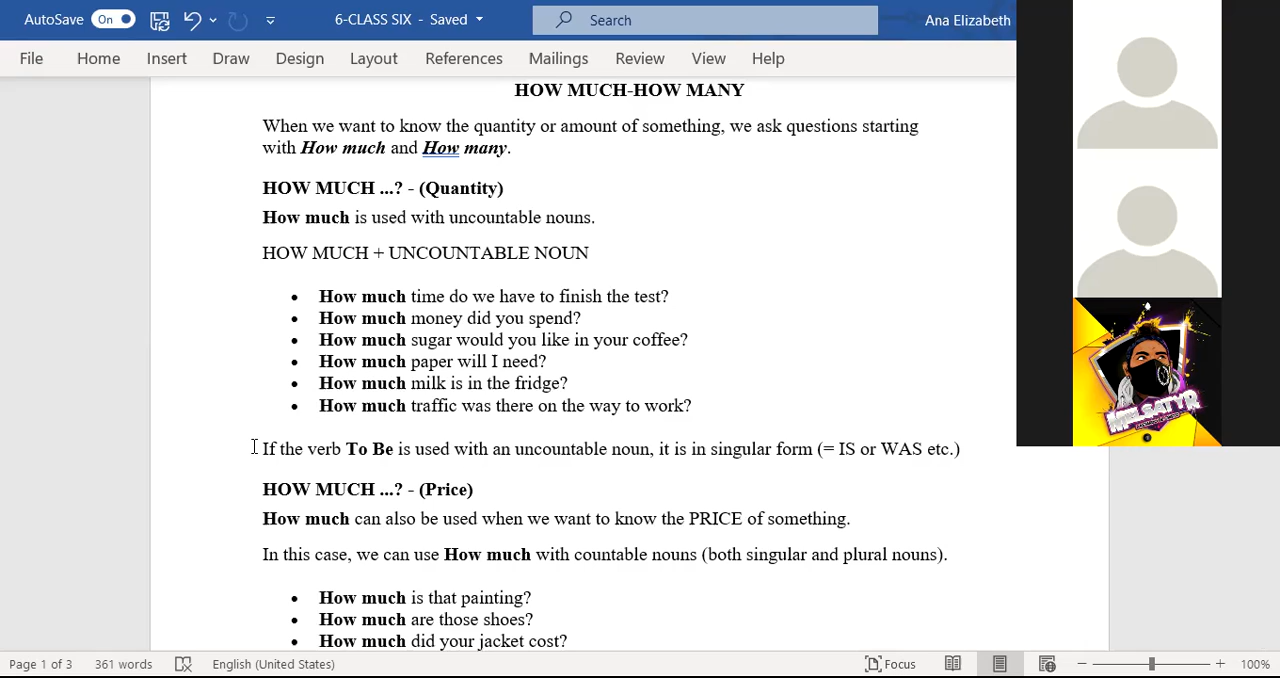 AutoSave On 6-CLASS SIX - Saved Search Ana Elizabeth
File Home Insert Draw Design Layout References Mailings Review View Help
HOW MUCH-HOW MANY
When we want to know the quantity or amount of something, we ask questions starting
with How much and How many.
HOW MUCH ...? - (Quantity)
How much is used with uncountable nouns.
HOW MUCH + UNCOUNTABLE NOUN
• How much time do we have to finish the test?
• How much money did you spend?
• How much sugar would you like in your coffee?
• How much paper will I need?
• How much milk is in the fridge?
• How much traffic was there on the way to work?
If the verb To Be is used with an uncountable noun, it is in singular form (= IS or WAS etc.)
HOW MUCH ...? - (Price)
How much can also be used when we want to know the PRICE of something.
In this case, we can use How much with countable nouns (both singular and plural nouns).
• How much is that painting?
• How much are those shoes?
• How much did your jacket cost?
Page 1 of 3 361 words English (United States) Focus 100%
MELSATYR